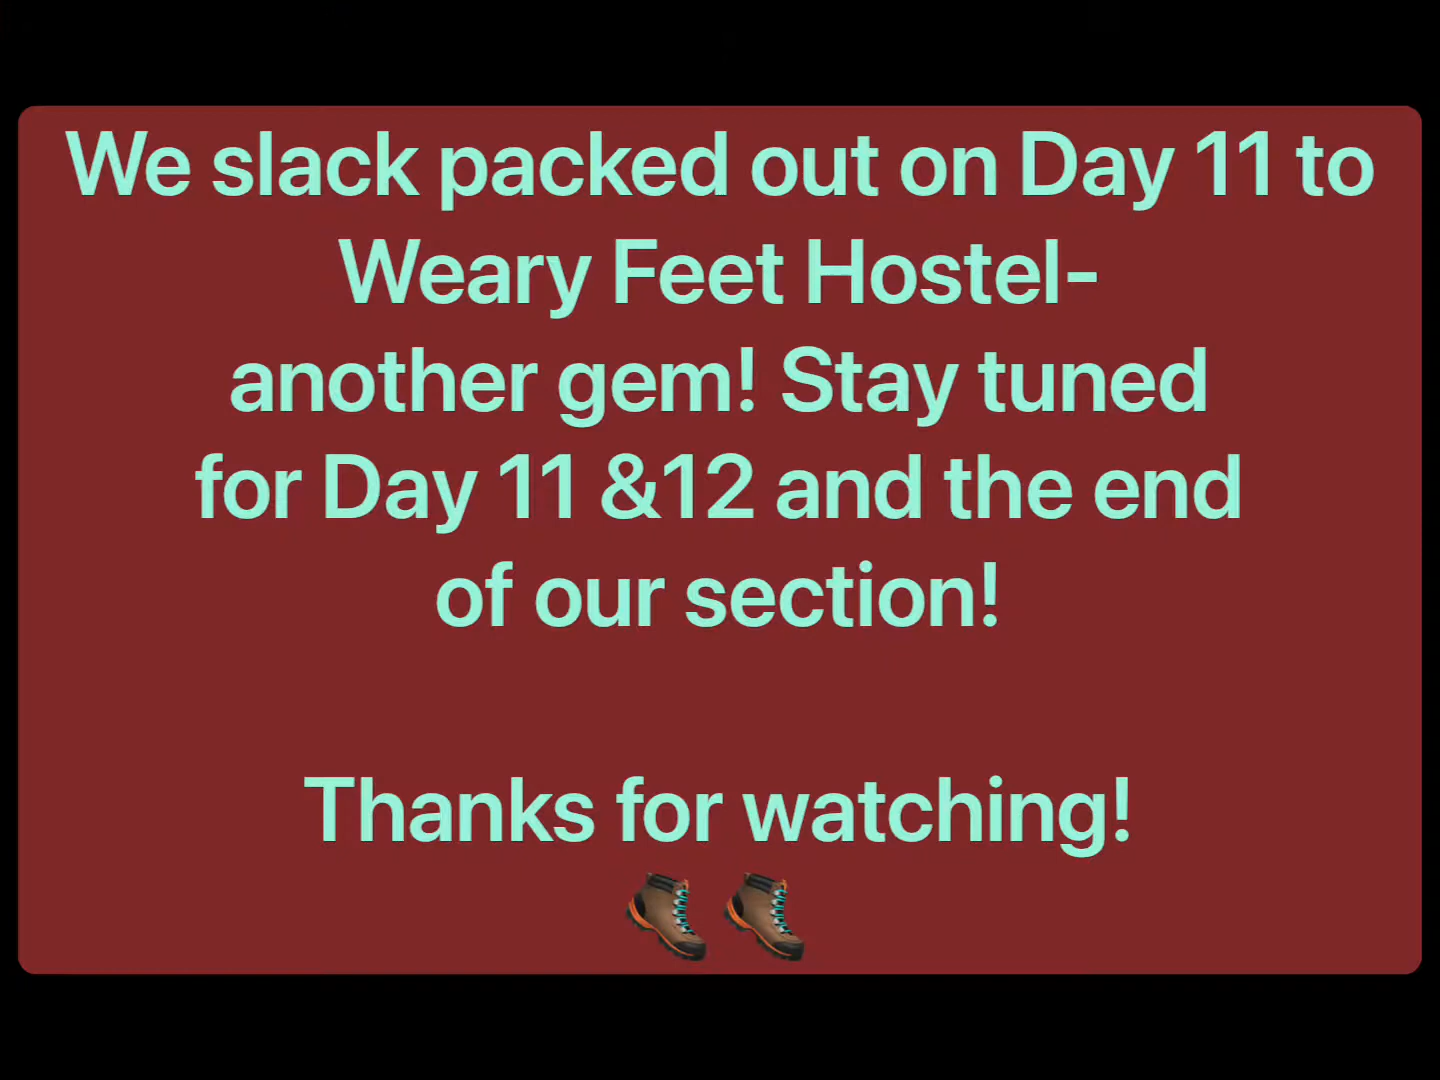 We slack packed out on Day 11 to
Weary Feet Hostel-
another gem! Stay tuned
for Day 11 &12 and the end
of our section!
Thanks for watching!